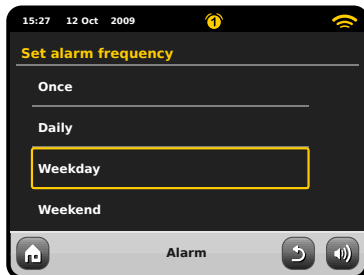 15:27 12 Oct 2009 1
Set alarm frequency
Once
Daily
Weekday
Weekend
Alarm